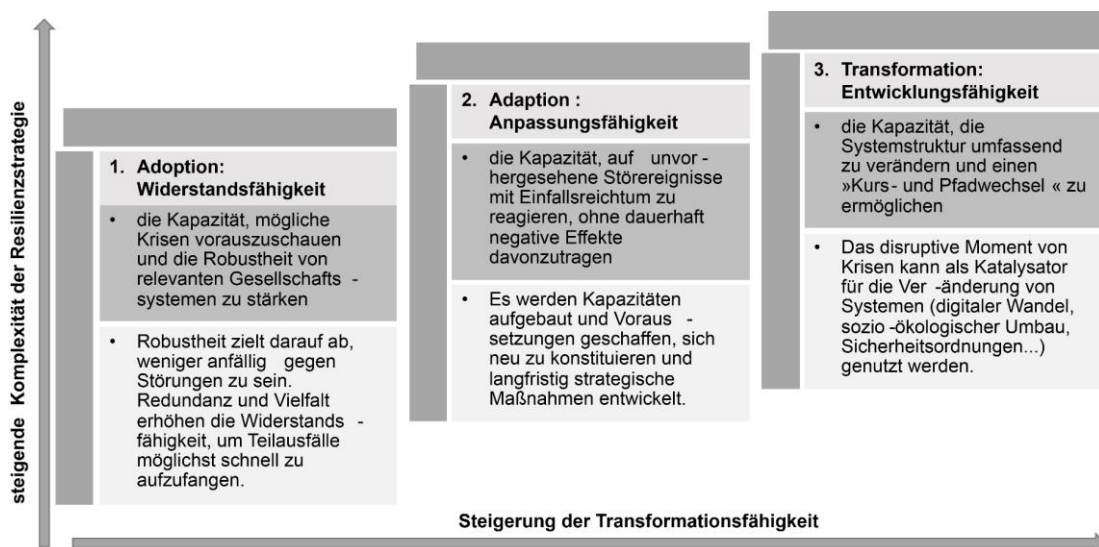 steigende Komplexität der Resilienzstrategie
1. Adoption:
Widerstandsfähigkeit
• die Kapazität, mögliche
Krisen vorauszuschauen
und die Robustheit von
relevanten Gesellschafts -
systemen zu stärken
• Robustheit zielt darauf ab,
weniger anfällig gegen
Störungen zu sein.
Redundanz und Vielfalt
erhöhen die Widerstands -
fähigkeit, um Teilausfälle
möglichst schnell zu
aufzufangen.
2. Adaption :
Anpassungsfähigkeit
• die Kapazität, auf unvor -
hergesehene Störereignisse
mit Einfallsreichtum zu
reagieren, ohne dauerhaft
negative Effekte
davonzutragen
• Es werden Kapazitäten
aufgebaut und Voraus -
setzungen geschaffen, sich
neu zu konstituieren und
langfristig strategische
Maßnahmen entwickelt.
3. Transformation:
Entwicklungsfähigkeit
• die Kapazität, die
Systemstruktur umfassend
zu verändern und einen
»Kurs- und Pfadwechsel « zu
ermöglichen
• Das disruptive Moment von
Krisen kann als Katalysator
für die Ver -änderung von
Systemen (digitaler Wandel,
sozio -ökologischer Umbau,
Sicherheitsordnungen...)
genutzt werden.
Steigerung der Transformationsfähigkeit